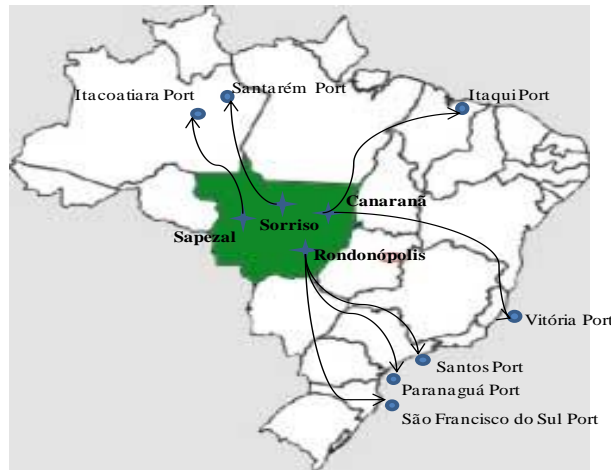 Santarém Port
Itacoatiara Port
Itaqui Port
Canaranã
Sorriso
Sapezal
Rondonópolis
Vitória Port
Santos Port
Paranaguá Port
São Francisco do Sul Port